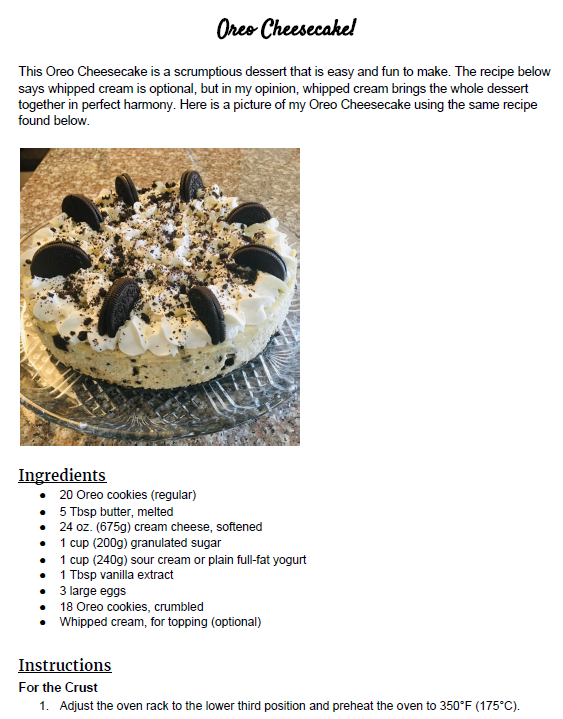 Oreo Cheesecake!
This Oreo Cheesecake is a scrumptious dessert that is easy and fun to make. The recipe below
says whipped cream is optional, but in my opinion, whipped cream brings the whole dessert
together in perfect harmony. Here is a picture of my Oreo Cheesecake using the same recipe
found below.
Ingredients
● 20 Oreo cookies (regular)
● 5 Tbsp butter, melted
● 24 oz. (675g) cream cheese, softened
● 1 cup (200g) granulated sugar
● 1 cup (240g) sour cream or plain full-fat yogurt
● 1 Tbsp vanilla extract
● 3 large eggs
● 18 Oreo cookies, crumbled
● Whipped cream, for topping (optional)
Instructions
For the Crust
1. Adjust the oven rack to the lower third position and preheat the oven to 350°F (175°C).